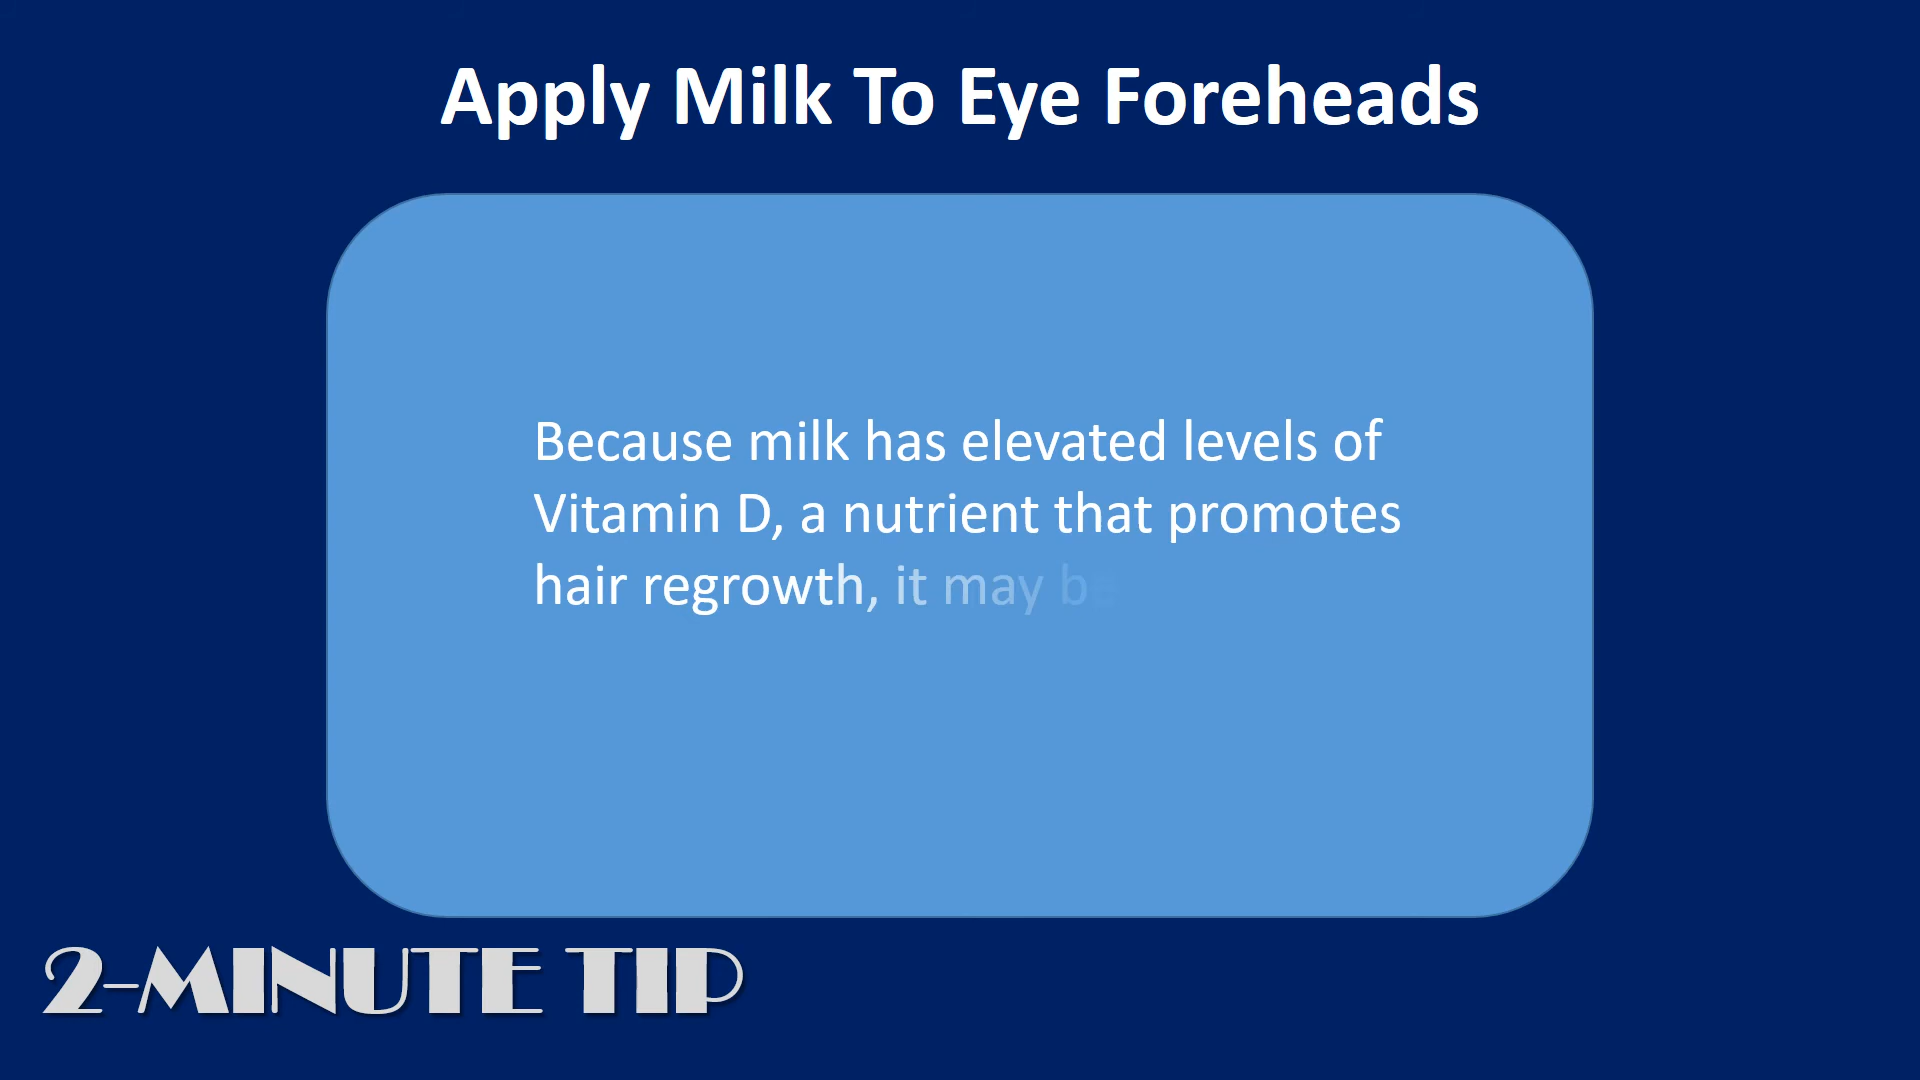 Apply Milk To Eye Foreheads
Because milk has elevated levels of
Vitamin D, a nutrient that promotes
hair regrowth, it may be
2-MINUTE TIP